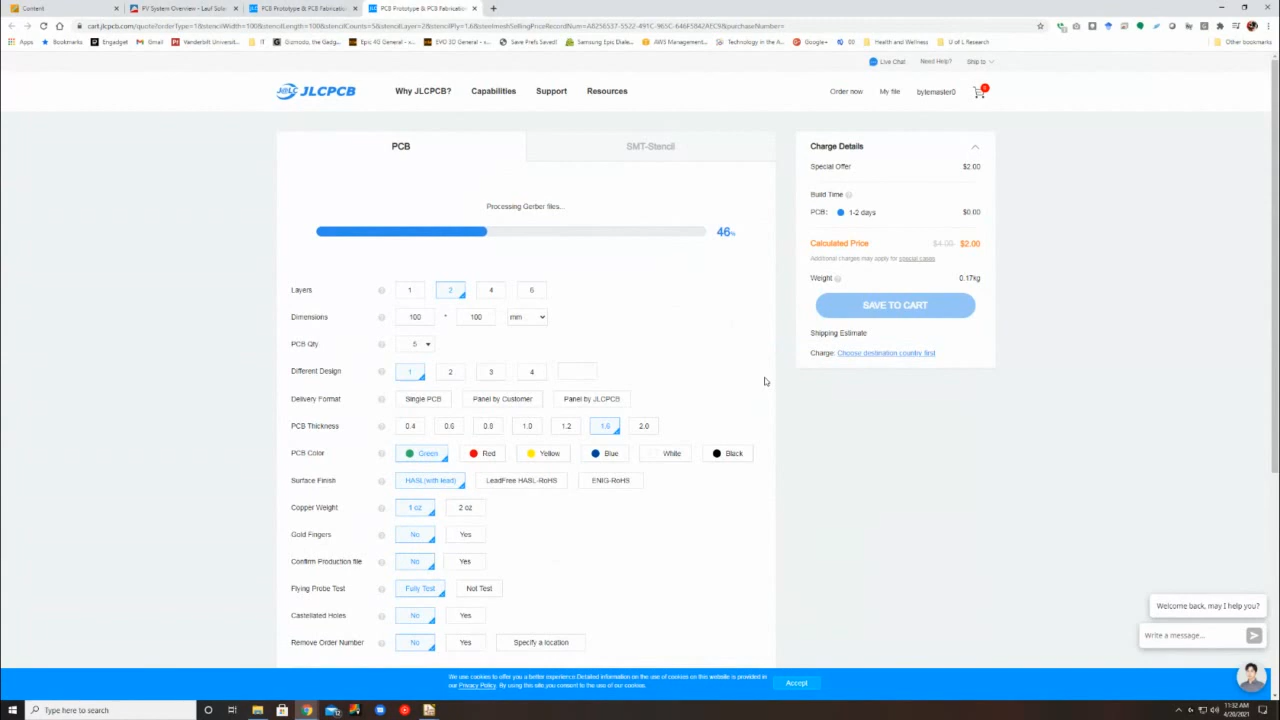 Content
PV System Overview - Lauf Solar
PCB Prototype & PCB Fabrication
PCB Prototype & PCB Fabrication
cart.jlcpcb.com/quote?orderType=1&stencilWidth=100&stencilLength=100&stencilCounts=5&stencilLayer=2&stencilPly=1.6&steelmeshSellingPriceRecordNum=A8256537-5522-491C-965C-646F5842AEC9&purchaseNumber=
Apps
Bookmarks
Engadget
Gmail
Vanderbilt Universit...
IT
Gizmodo, the Gadg...
Epic 4G General - x...
EVO 3D General - v...
Save Prefs Saved!
Samsung Epic Dialer...
AWS Management...
Technology in the A...
Google+
Health and Wellness
U of L Research
Other bookmarks
Live Chat
Need Help?
Ship to
JLCPCB
Why JLCPCB?
Capabilities
Support
Resources
Order now
My file
bytemaster0
0
PCB
SMT-Stencil
Charge Details
Special Offer $2.00
Processing Gerber files...
46%
Build Time
PCB: 1-2 days $0.00
Calculated Price $4.00 $2.00
Additional charges may apply for special cases
Weight 0.17kg
SAVE TO CART
Shipping Estimate
Charge: Choose destination country first
Layers 1 2 4 6
Dimensions 100 * 100 mm
PCB Qty 5
Different Design 1 2 3 4
Delivery Format Single PCB Panel by Customer Panel by JLCPCB
PCB Thickness 0.4 0.6 0.8 1.0 1.2 1.6 2.0
PCB Color Green Red Yellow Blue White Black
Surface Finish HASL(with lead) LeadFree HASL-RoHS ENIG-RoHS
Copper Weight 1 oz 2 oz
Gold Fingers No Yes
Confirm Production file No Yes
Flying Probe Test Fully Test Not Test
Castellated Holes No Yes
Remove Order Number No Yes Specify a location
Welcome back, may I help you?
Write a message...
We use cookies to offer you a better experience.Detailed information on the use of cookies on this website is provided in
our Privacy Policy. By using this site,you consent to the use of our cookies.
Accept
Type here to search
11:32 AM
4/20/2021